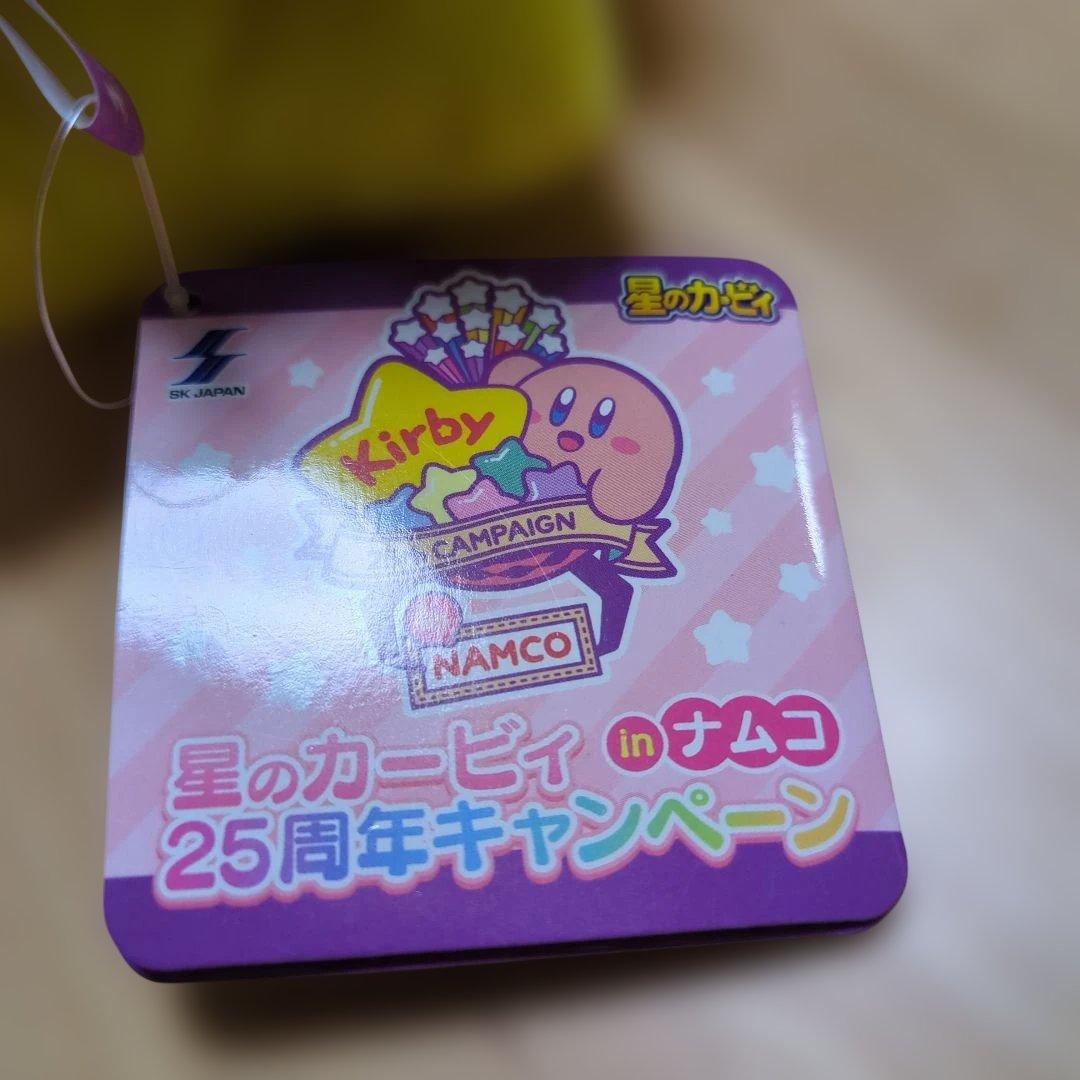 星のカービィ
SK JAPAN
Kirby
CAMPAIGN
NAMCO
星のカービィ in ナムコ
25周年キャンペーン